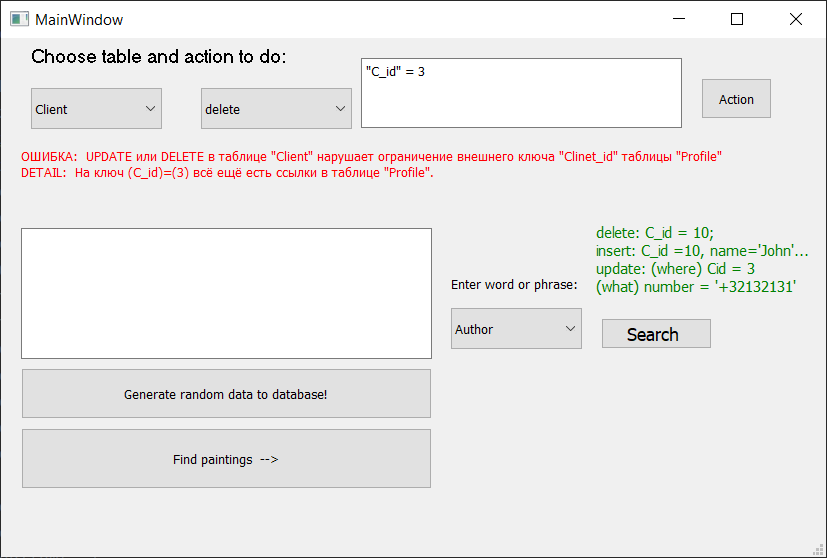 MainWindow
Choose table and action to do:
"C_id" = 3
Client
delete
Action
ОШИБКА:  UPDATE или DELETE в таблице "Client" нарушает ограничение внешнего ключа "Clinet_id" таблицы "Profile"
DETAIL:  На ключ (C_id)=(3) всё ещё есть ссылки в таблице "Profile".
delete: C_id = 10;
insert: C_id =10, name='John'...
update: (where) Cid = 3
(what) number = '+32132131'
Enter word or phrase:
Author
Search
Generate random data to database!
Find paintings  -->